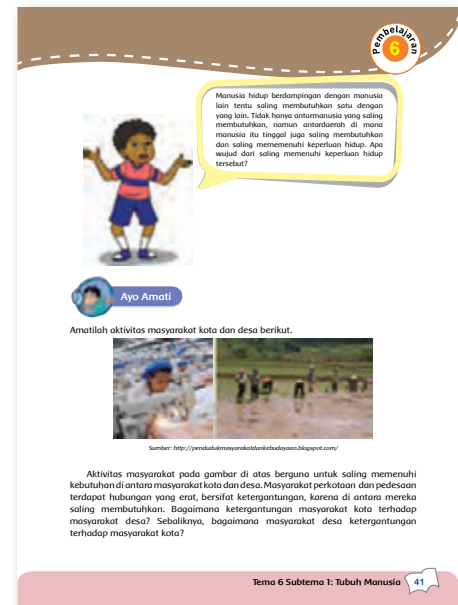 Pembelajaran
6
Manusia hidup berdampingan dengan manusia
lain tentu saling membutuhkan satu dengan
yang lain. Tidak hanya antarmanusia yang saling
membutuhkan, namun antardaerah di mana
manusia itu tinggal juga saling membutuhkan
dan saling mememenuhi keperluan hidup. Apa
wujud dari saling memenuhi keperluan hidup
tersebut?
Ayo Amati
Amatilah aktivitas masyarakat kota dan desa berikut.
Sumber: http://pendudukmasyarakatdankebudayaan.blogspot.com/
Aktivitas masyarakat pada gambar di atas berguna untuk saling memenuhi
kebutuhan di antara masyarakat kota dan desa. Masyarakat perkotaan dan pedesaan
terdapat hubungan yang erat, bersifat ketergantungan, karena di antara mereka
saling membutuhkan. Bagaimana ketergantungan masyarakat kota terhadap
masyarakat desa? Sebaliknya, bagaimana masyarakat desa ketergantungan
terhadap masyarakat kota?
Tema 6 Subtema 1: Tubuh Manusia
41